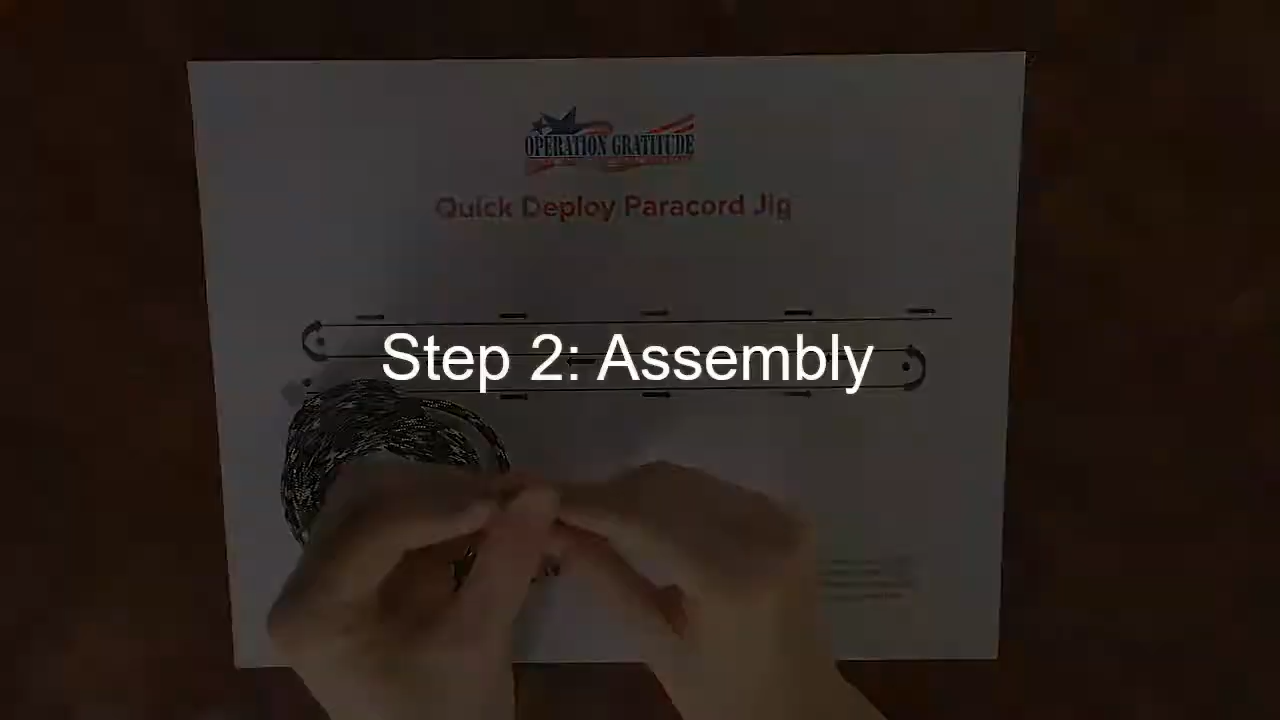 OPERATION GRATITUDE
Quick Deploy Paracord Jig
Step 2: Assembly